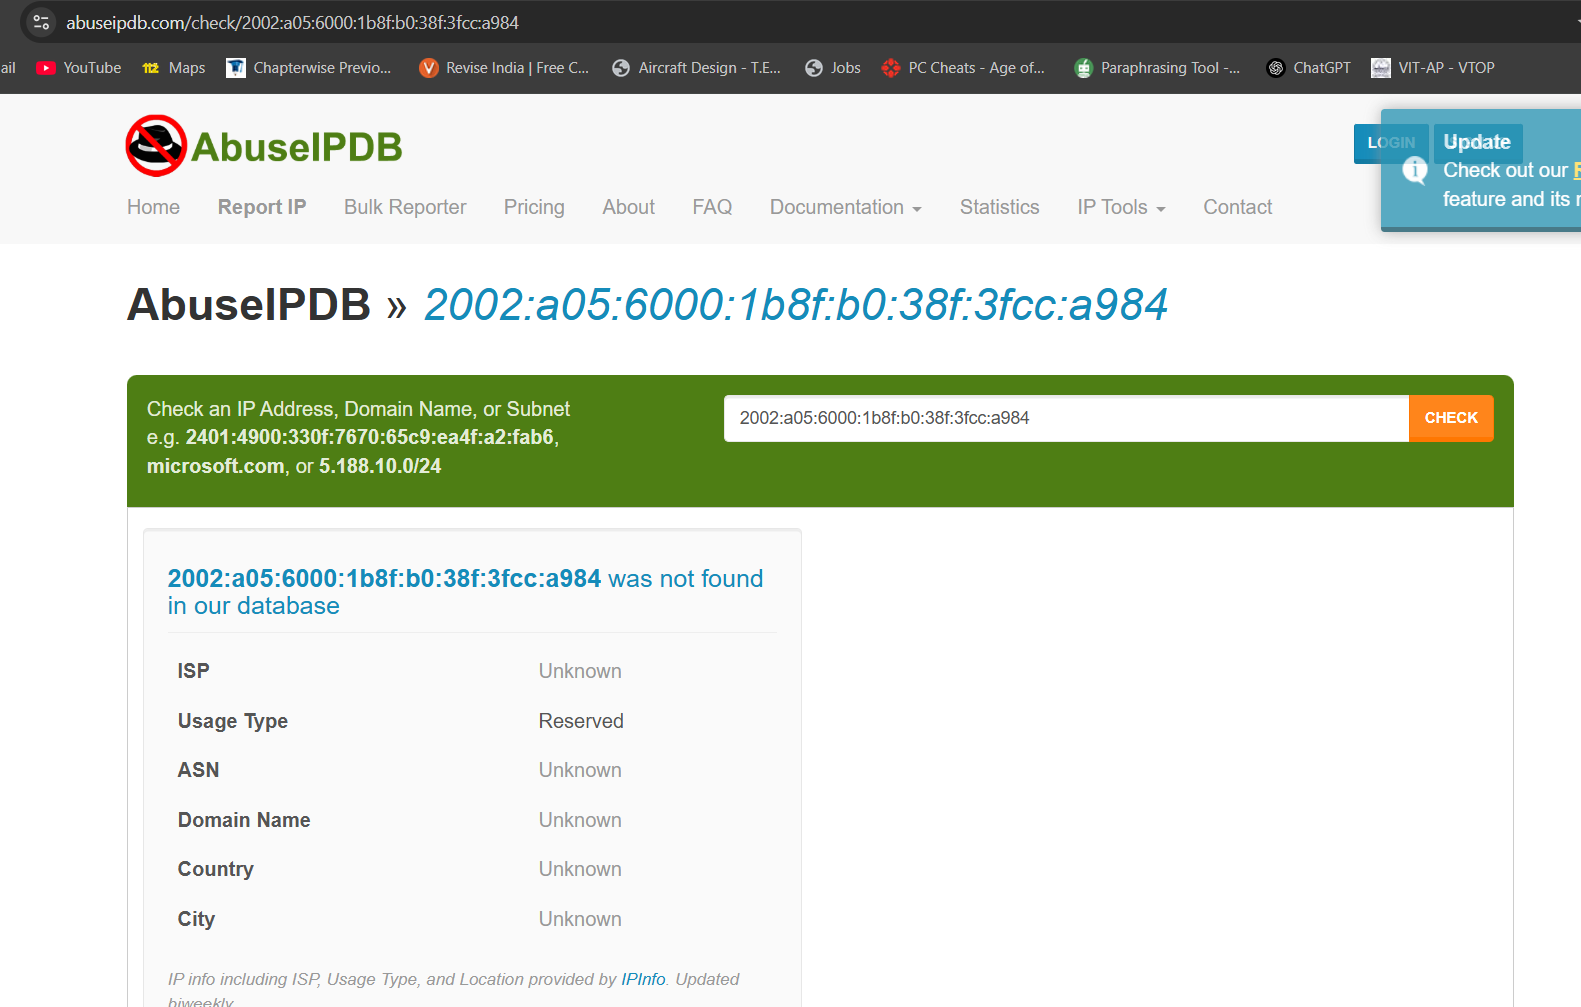 abuseipdb.com/check/2002:a05:6000:1b8f:b0:38f:3fcc:a984
ail YouTube Maps Chapterwise Previo... Revise India | Free C... Aircraft Design - T.E... Jobs PC Cheats - Age of... Paraphrasing Tool -... ChatGPT VIT-AP - VTOP
AbuseIPDB
LOGIN
Update
Check out our
feature and its
Home Report IP Bulk Reporter Pricing About FAQ Documentation Statistics IP Tools Contact
AbuseIPDB » 2002:a05:6000:1b8f:b0:38f:3fcc:a984
Check an IP Address, Domain Name, or Subnet
e.g. 2401:4900:330f:7670:65c9:ea4f:a2:fab6,
microsoft.com, or 5.188.10.0/24
2002:a05:6000:1b8f:b0:38f:3fcc:a984 CHECK
2002:a05:6000:1b8f:b0:38f:3fcc:a984 was not found
in our database
ISP Unknown
Usage Type Reserved
ASN Unknown
Domain Name Unknown
Country Unknown
City Unknown
IP info including ISP, Usage Type, and Location provided by IPInfo. Updated
biweekly.